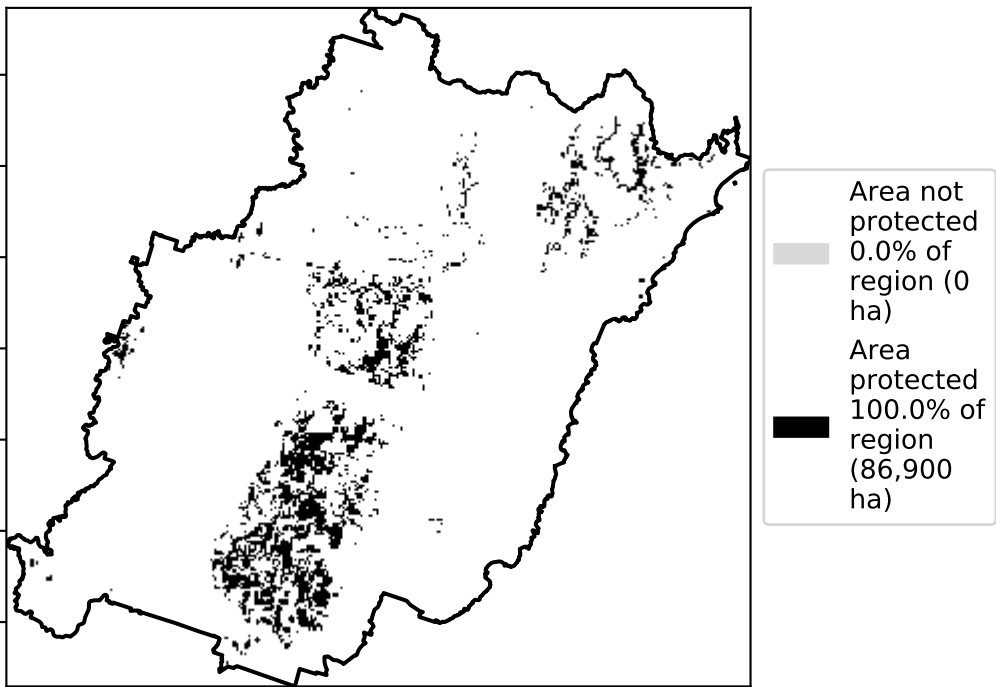 Area not
protected
0.0% of
region (0
ha)
Area
protected
100.0% of
region
(86,900
ha)